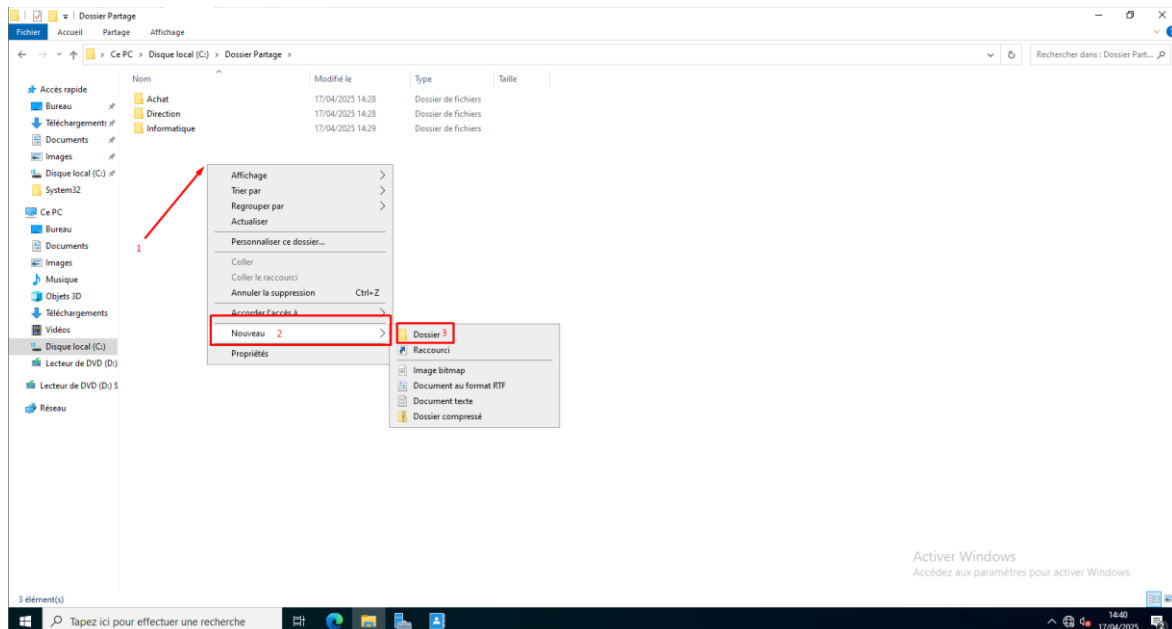 Dossier Partage
Fichier Accueil Partage Affichage
Ce PC > Disque local (C:) > Dossier Partage >
Rechercher dans : Dossier Part...
Nom Modifié le Type Taille
Accès rapide
Bureau
Téléchargements
Documents
Images
Disque local (C:)
System32
Ce PC
Bureau
Documents
Images
Musique
Objets 3D
Téléchargements
Vidéos
Disque local (C:)
Lecteur de DVD (D:)
Lecteur de DVD (D:) S
Réseau
Achat 17/04/2025 14:28 Dossier de fichiers
Direction 17/04/2025 14:28 Dossier de fichiers
Informatique 17/04/2025 14:29 Dossier de fichiers
1
Affichage
Trier par
Regrouper par
Actualiser
Personnaliser ce dossier...
Coller
Coller le raccourci
Annuler la suppression Ctrl+Z
Accorder l'accès à
Nouveau 2
Propriétés
Dossier 3
Raccourci
Image bitmap
Document au format RTF
Document texte
Dossier compressé
Activer Windows
Accédez aux paramètres pour activer Windows.
3 élément(s)
Tapez ici pour effectuer une recherche
14:40
17/04/2025